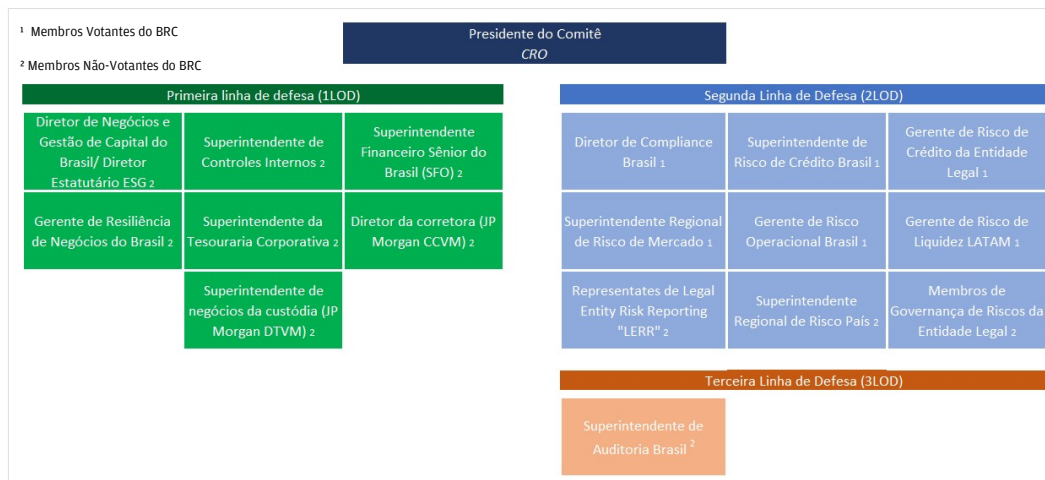 ¹ Membros Votantes do BRC
² Membros Não-Votantes do BRC
Presidente do Comitê
CRO
Primeira linha de defesa (1LOD)
Diretor de Negócios e
Gestão de Capital do
Brasil/ Diretor
Estatutário ESG 2
Superintendente de
Controles Internos 2
Superintendente
Financeiro Sênior do
Brasil (SFO) 2
Gerente de Resiliência
de Negócios do Brasil 2
Superintendente da
Tesouraria Corporativa 2
Diretor da corretora (JP
Morgan CCVM) 2
Superintendente de
negócios da custódia (JP
Morgan DTVM) 2
Segunda Linha de Defesa (2LOD)
Diretor de Compliance
Brasil 1
Superintendente de
Risco de Crédito Brasil 1
Gerente de Risco de
Crédito da Entidade
Legal 1
Superintendente Regional
de Risco de Mercado 1
Gerente de Risco
Operacional Brasil 1
Gerente de Risco de
Liquidez LATAM 1
Representates de Legal
Entity Risk Reporting
"LERR" 2
Superintendente
Regional de Risco País 2
Membros de
Governança de Riscos da
Entidade Legal 2
Terceira Linha de Defesa (3LOD)
Superintendente de
Auditoria Brasil ²